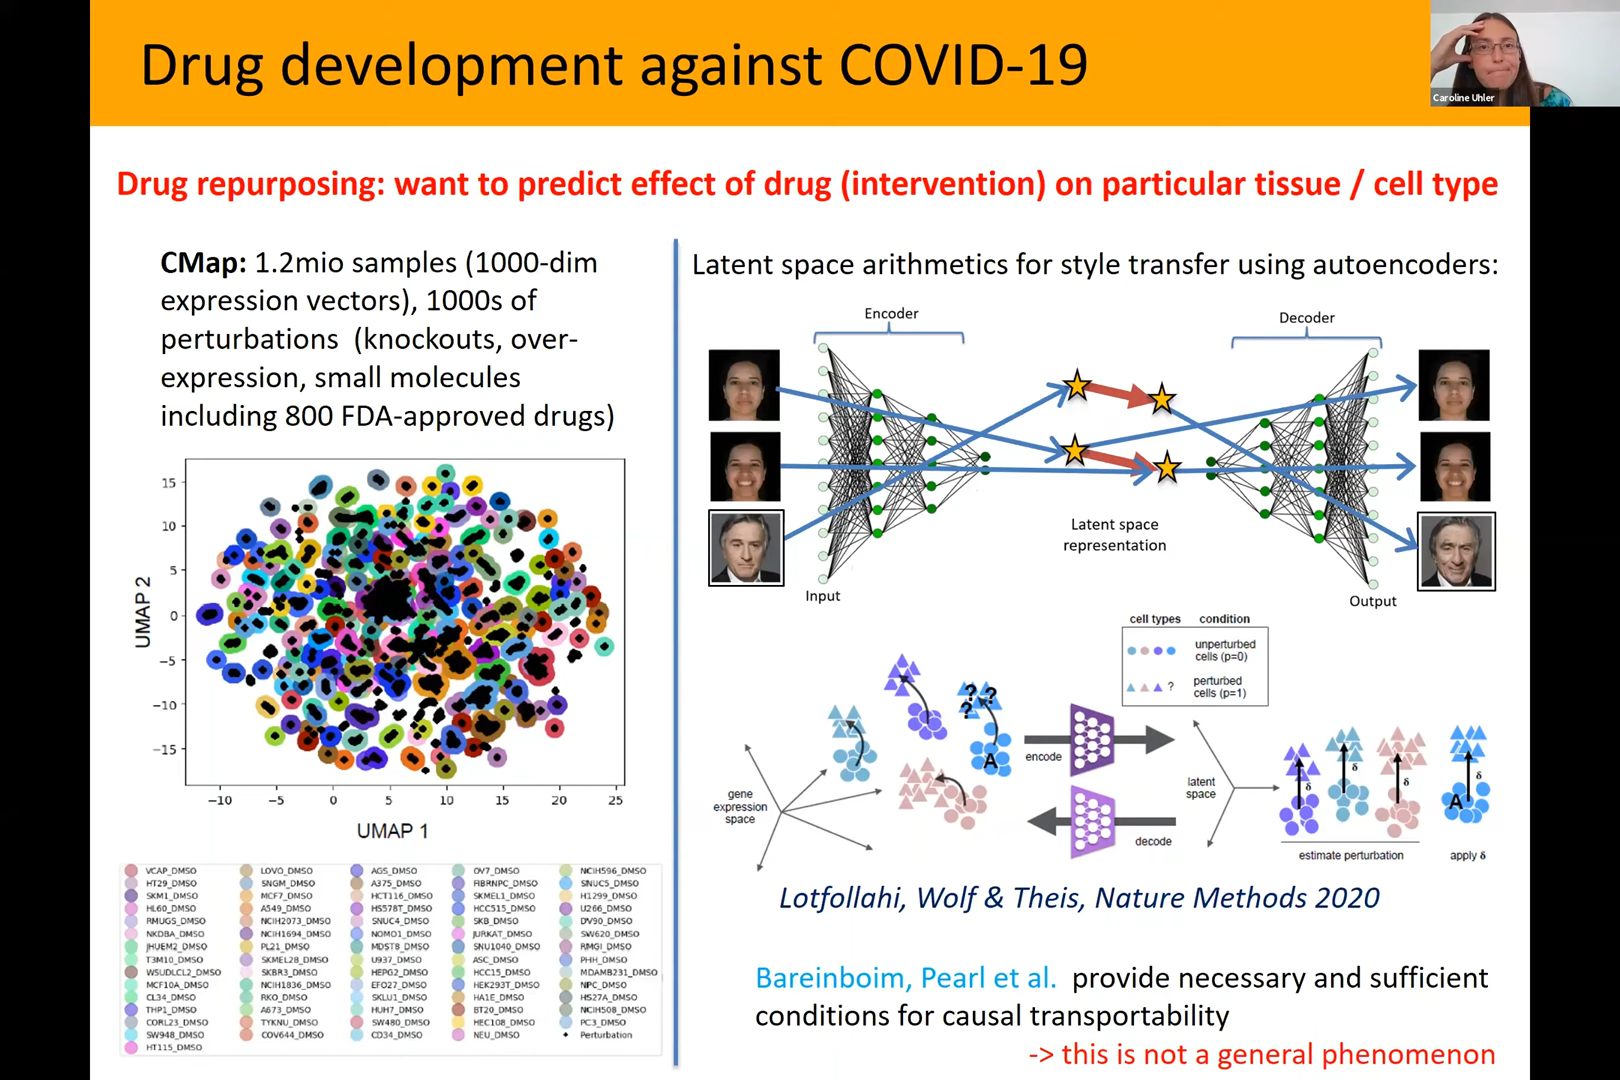 Drug development against COVID-19
Caroline Uhler
Drug repurposing: want to predict effect of drug (intervention) on particular tissue / cell type
CMap: 1.2mio samples (1000-dim
expression vectors), 1000s of
perturbations (knockouts, over-
expression, small molecules
including 800 FDA-approved drugs)
15
10
5
0
−5
−10
−15
UMAP 2
−10 −5 0 5 10 15 20 25
UMAP 1
VCAP_DMSO LOVO_DMSO AGS_DMSO OV7_DMSO NCIH596_DMSO
HT29_DMSO SNGM_DMSO A375_DMSO FIBRNPC_DMSO SNUC5_DMSO
SKM1_DMSO MCF7_DMSO HCT116_DMSO SKMEL1_DMSO H1299_DMSO
HL60_DMSO A549_DMSO HS578T_DMSO HCC515_DMSO U266_DMSO
RMUGS_DMSO NCIH2073_DMSO SNUC4_DMSO SKB_DMSO DV90_DMSO
NKDBA_DMSO NCIH1694_DMSO NOMO1_DMSO JURKAT_DMSO SW620_DMSO
JHUEM2_DMSO PL21_DMSO MDST8_DMSO SNU1040_DMSO RMGI_DMSO
T3M10_DMSO SKMEL28_DMSO U937_DMSO ASC_DMSO PHH_DMSO
WSUDLCL2_DMSO SKBR3_DMSO HEPG2_DMSO HCC15_DMSO MDAMB231_DMSO
MCF10A_DMSO NCIH1836_DMSO EFO27_DMSO HEK293T_DMSO NPC_DMSO
CL34_DMSO RKO_DMSO SKLU1_DMSO HA1E_DMSO HS27A_DMSO
THP1_DMSO A673_DMSO HUH7_DMSO BT20_DMSO NCIH508_DMSO
CORL23_DMSO TYKNU_DMSO SW480_DMSO HEC108_DMSO PC3_DMSO
SW948_DMSO COV644_DMSO CD34_DMSO NEU_DMSO Perturbation
HT115_DMSO
Latent space arithmetics for style transfer using autoencoders:
Encoder
Decoder
Latent space
representation
Input
Output
cell types condition
unperturbed
cells (p=0)
? perturbed
cells (p=1)
? ?
?
A
gene
expression
space
encode
decode
latent
space
δ δ δ δ
A
estimate perturbation apply δ
Lotfollahi, Wolf & Theis, Nature Methods 2020
Bareinboim, Pearl et al. provide necessary and sufficient
conditions for causal transportability
-> this is not a general phenomenon